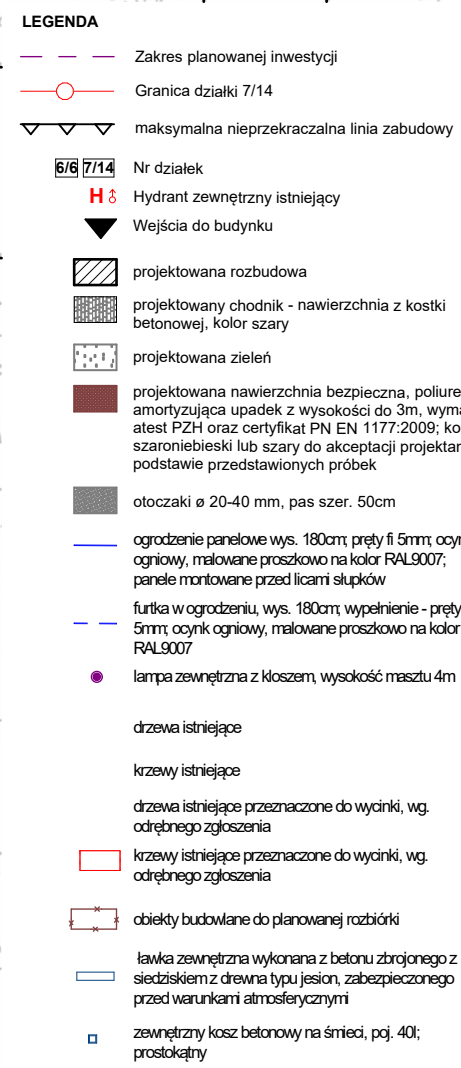 LEGENDA
Zakres planowanej inwestycji
Granica działki 7/14
maksymalna nieprzekraczalna linia zabudowy
6/6 7/14 Nr działek
H Hydrant zewnętrzny istniejący
Wejścia do budynku
projektowana rozbudowa
projektowany chodnik - nawierzchnia z kostki
betonowej, kolor szary
projektowana zieleń
projektowana nawierzchnia bezpieczna, poliure
amortyzująca upadek z wysokości do 3m, wyma
atest PZH oraz certyfikat PN EN 1177:2009; ko
szaroniebieski lub szary do akceptacji projektan
podstawie przedstawionych próbek
otoczaki ø 20-40 mm, pas szer. 50cm
ogrodzenie panelowe wys. 180cm; pręty fi 5mm; ocyn
ogniowy, malowane proszkowo na kolor RAL9007;
panele montowane przed licami słupków
furtka w ogrodzeniu, wys. 180cm; wypełnienie - pręty
5mm; ocynk ogniowy, malowane proszkowo na kolor
RAL9007
lampa zewnętrzna z kloszem, wysokość masztu 4m
drzewa istniejące
krzewy istniejące
drzewa istniejące przeznaczone do wycinki, wg.
odrębnego zgłoszenia
krzewy istniejące przeznaczone do wycinki, wg.
odrębnego zgłoszenia
obiekty budowlane do planowanej rozbiórki
ławka zewnętrzna wykonana z betonu zbrojonego z
siedziskiem z drewna typu jesion, zabezpieczonego
przed warunkami atmosferycznymi
zewnętrzny kosz betonowy na śmieci, poj. 40l;
prostokątny